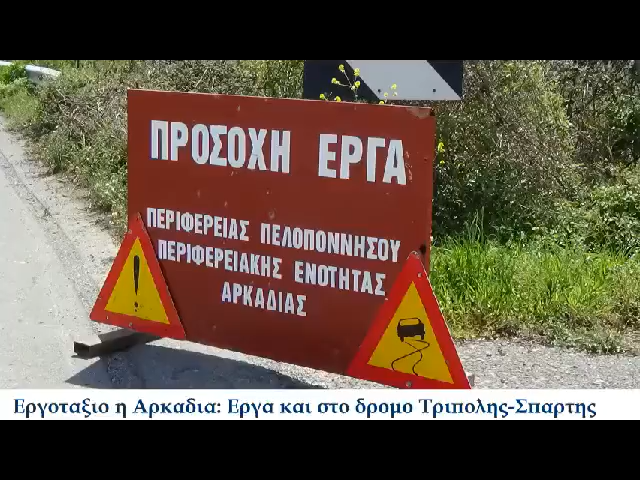 ΠΡΟΣΟΧΗ ΕΡΓΑ
ΠΕΡΙΦΕΡΕΙΑΣ ΠΕΛΟΠΟΝΝΗΣΟΥ
ΠΕΡΙΦΕΡΕΙΑΚΗΣ ΕΝΟΤΗΤΑΣ
ΑΡΚΑΔΙΑΣ
!
Εργοταξιο η Αρκαδια: Εργα και στο δρομο Τριπολης-Σπαρτης